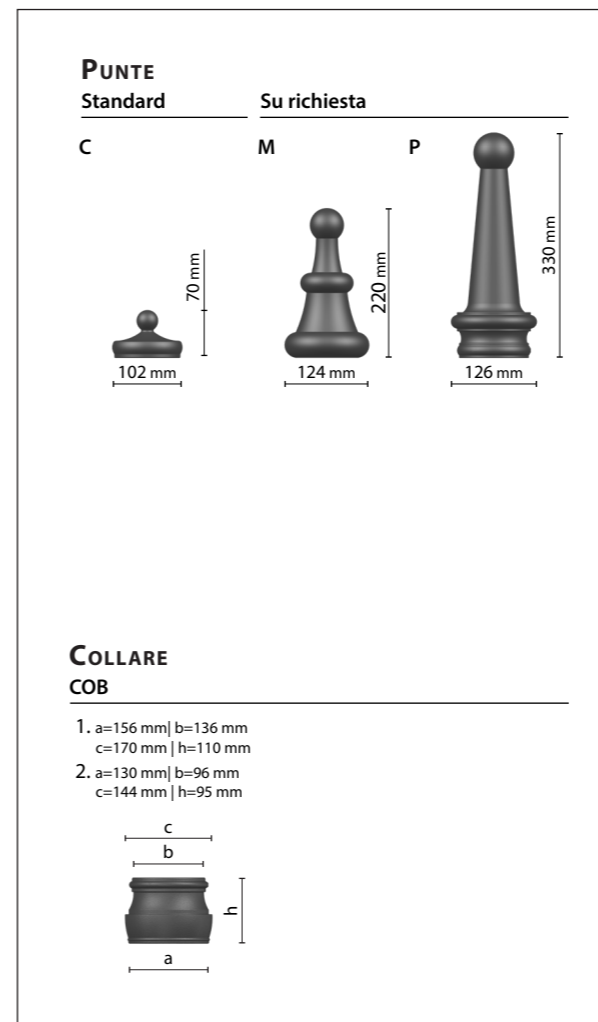 PUNTE
Standard Su richiesta
C M P
70 mm 220 mm 330 mm
102 mm 124 mm 126 mm
COLLARE
COB
1. a=156 mm| b=136 mm
c=170 mm | h=110 mm
2. a=130 mm| b=96 mm
c=144 mm | h=95 mm
c
b
h
a